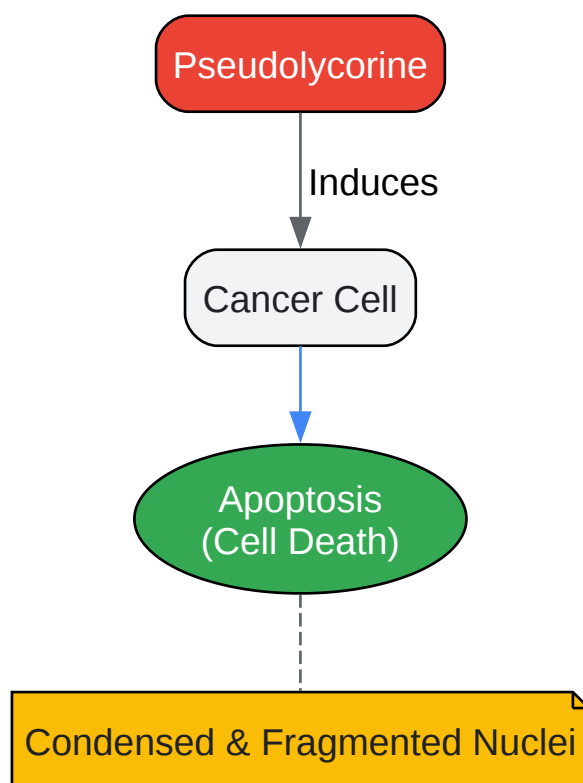 Pseudolycorine
Induces
Cancer Cell
Apoptosis
(Cell Death)
Condensed & Fragmented Nuclei